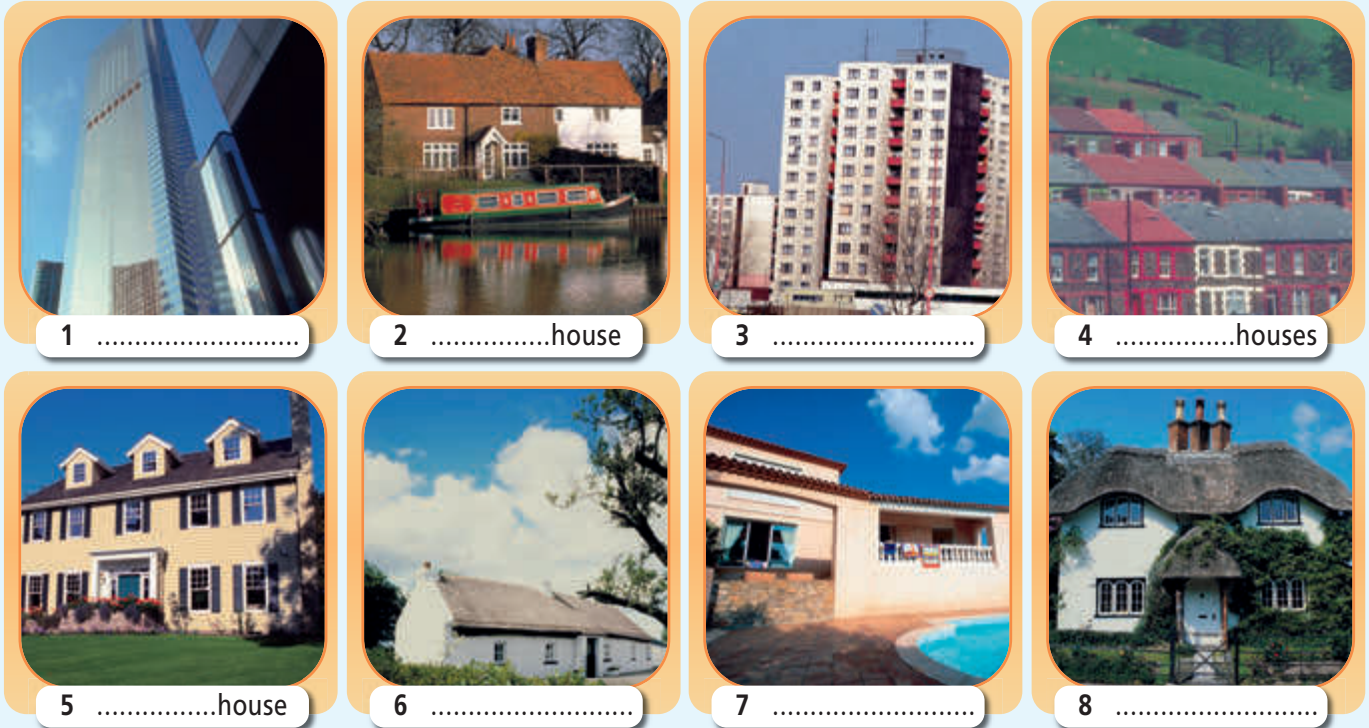 1 ...........................
2 ................house
3 ...........................
4 ................houses
5 ................house
6 ...........................
7 ...........................
8 ...........................